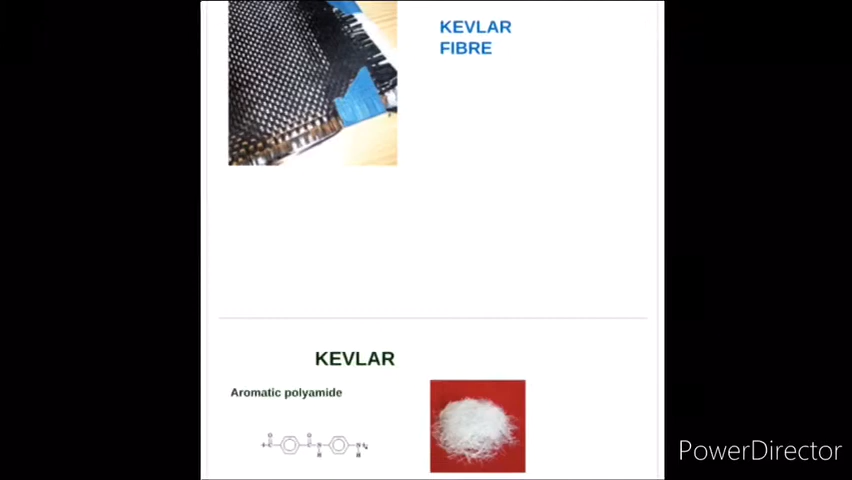 KEVLAR
FIBRE
KEVLAR
Aromatic polyamide
PowerDirector